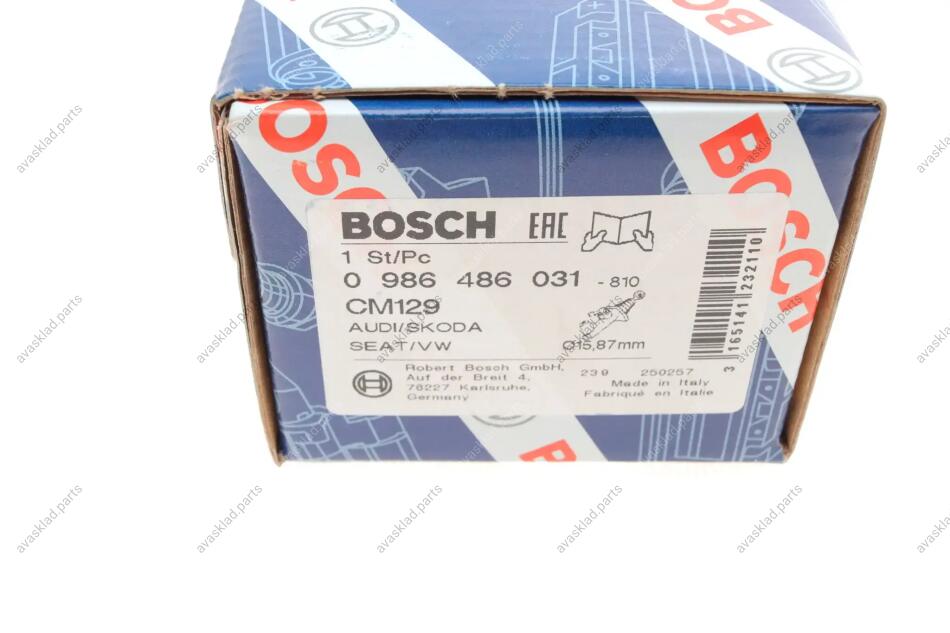 BOSCH
BOSCH
BOSCH EAC
1 St/Pc
0 986 486 031 - 810
CM129
AUDI/SKODA
SEAT/VW Ø15,87mm
Robert Bosch GmbH,
Auf der Breit 4,
76227 Karlsruhe,
Germany
239 250257
Made in Italy
Fabriqué en Italie
3 165141 232110
avasklad.parts